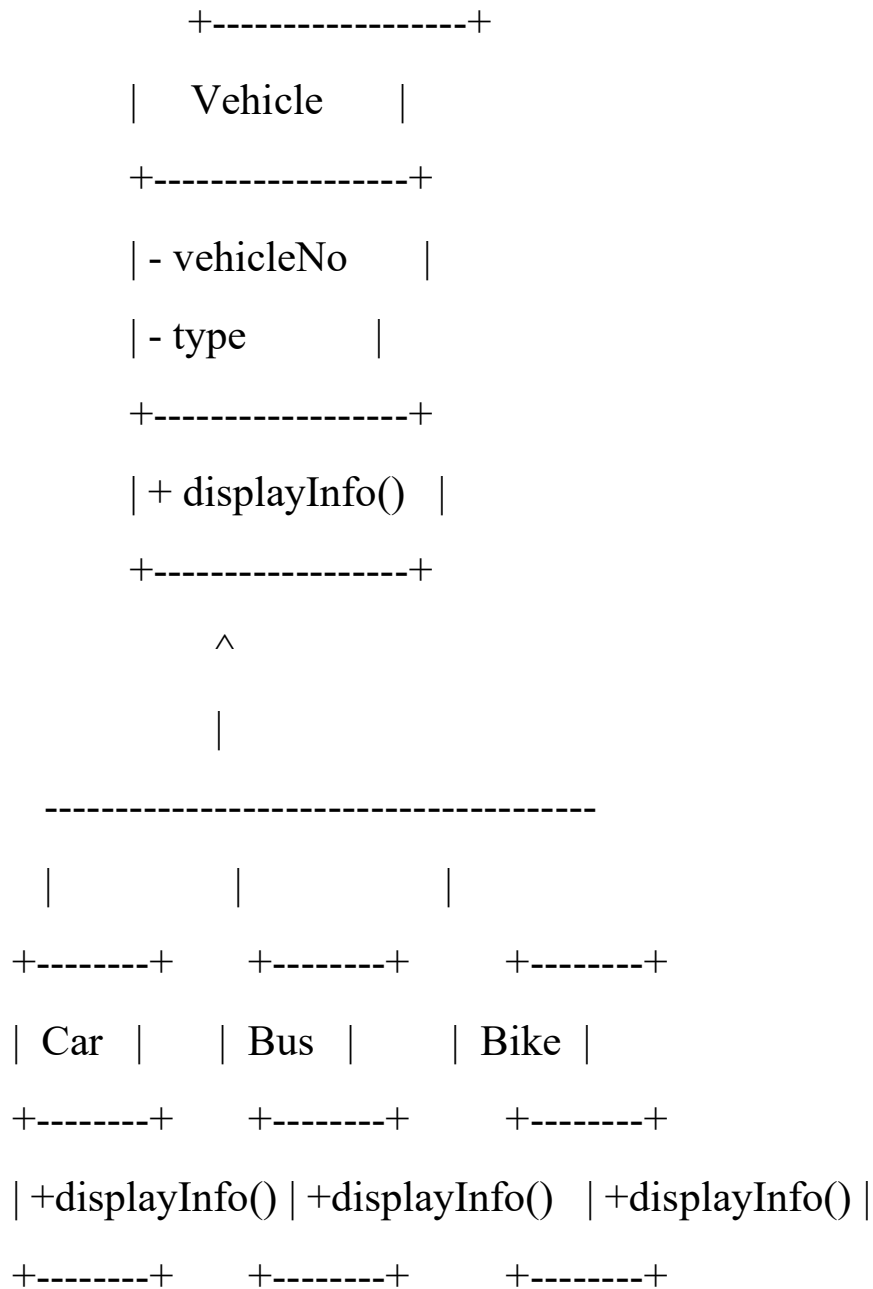 +------------------+
| Vehicle |
+------------------+
| - vehicleNo |
| - type |
+------------------+
| + displayInfo() |
+------------------+
^
|
---------------------------------------
| | |
+--------+ +--------+ +--------+
| Car | | Bus | | Bike |
+--------+ +--------+ +--------+
| +displayInfo() | +displayInfo() | +displayInfo() |
+--------+ +--------+ +--------+